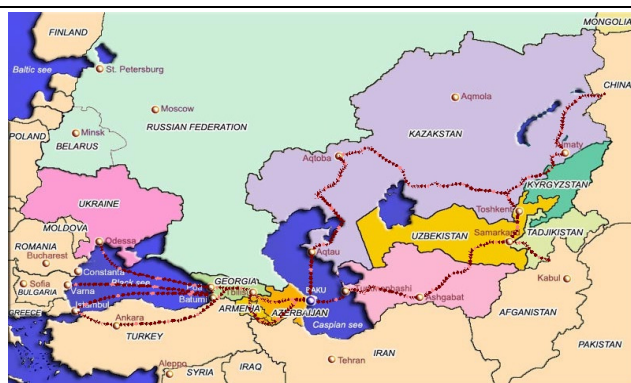 MONGOLIA
FINLAND
Baltic see
St. Petersburg
CHINA
Aqmola
Moscow
RUSSIAN FEDERATION
KAZAKSTAN
POLAND
Minsk
BELARUS
Aqtoba
Almaty
KYRGYZSTAN
UKRAINE
Toshkent
MOLDOVA
Odessa
UZBEKISTAN
Samarkand
TADJIKISTAN
ROMANIA
Bucharest
Aqtau
Constanta
Kabul
Sofia
BULGARIA
Varna
Black see
GEORGIA
Batumi
BAKU
Turkmenbashi
Ashgabat
Istanbul
ARMENIA
AZERBAIJAN
AFGANISTAN
GREECE
Ankara
Caspian see
TURKEY
PAKISTAN
Aleppo
SYRIA
IRAQ
Tehran
IRAN